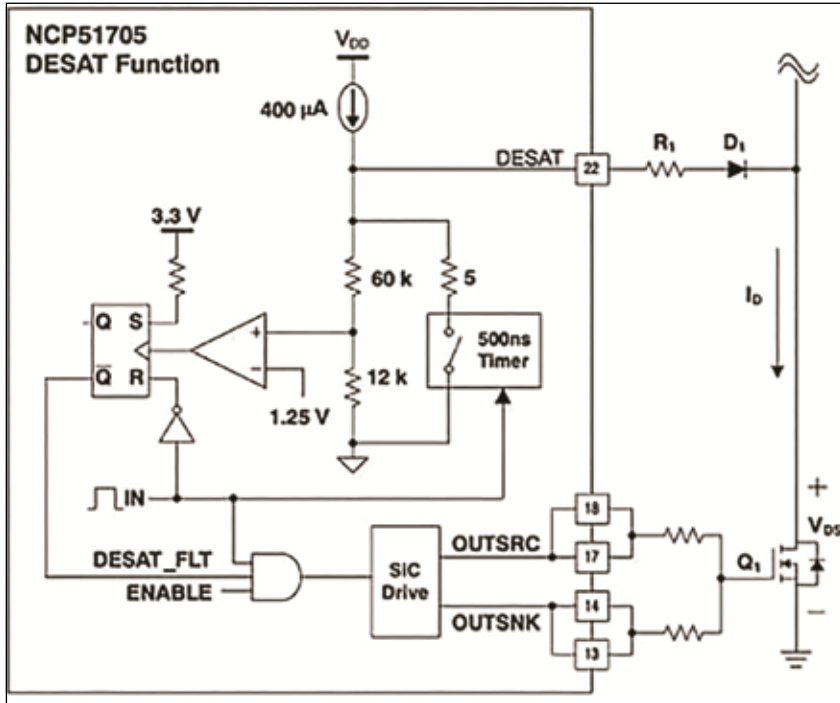 NCP51705
DESAT Function
VDD
400 μA
DESAT
22
R1
D1
3.3 V
60 k
5
ID
Q
S
500ns
Timer
+
Q
R
−
12 k
1.25 V
IN
18
+
DESAT_FLT
OUTSRC
17
VDS
SiC
Drive
Q1
ENABLE
14
−
OUTSNK
13